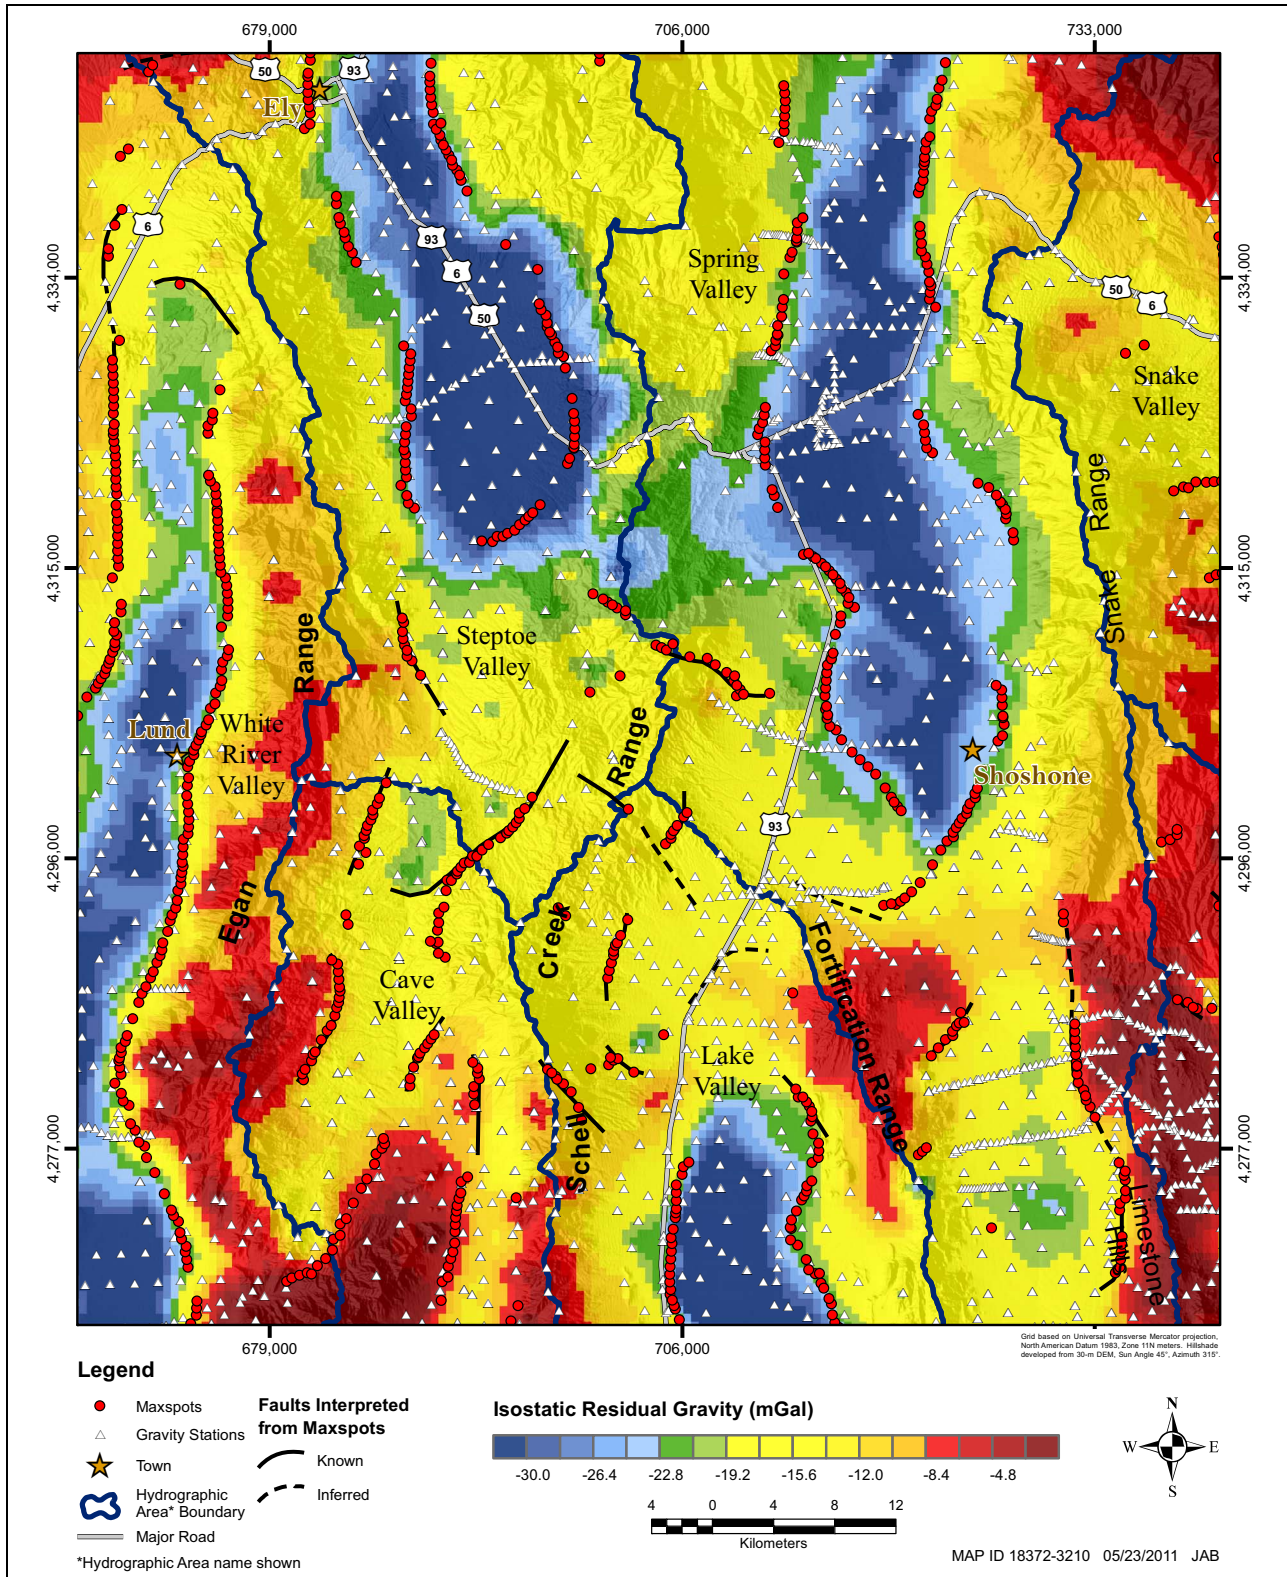 679,000
706,000
733,000
50
93
Ely
6
93
6
50
Spring
Valley
50
6
Snake
Valley
4,334,000
4,334,000
Snake Range
4,315,000
4,315,000
Steptoe
Valley
Range
Lund
White
River
Valley
Range
Shoshone
93
4,296,000
4,296,000
Egan
Creek
Cave
Valley
Fortification Range
Lake
Valley
Schell
4,277,000
4,277,000
Limestone
Hills
679,000
706,000
733,000
Grid based on Universal Transverse Mercator projection,
North American Datum 1983, Zone 11N meters. Hillshade
developed from 30-m DEM, Sun Angle 45°, Azimuth 315°.
Legend
Maxspots
Gravity Stations
Town
Hydrographic
Area* Boundary
Major Road
*Hydrographic Area name shown
Faults Interpreted
from Maxspots
Known
Inferred
Isostatic Residual Gravity (mGal)
-30.0 -26.4 -22.8 -19.2 -15.6 -12.0 -8.4 -4.8
4 0 4 8 12
Kilometers
N
W E
S
MAP ID 18372-3210 05/23/2011 JAB